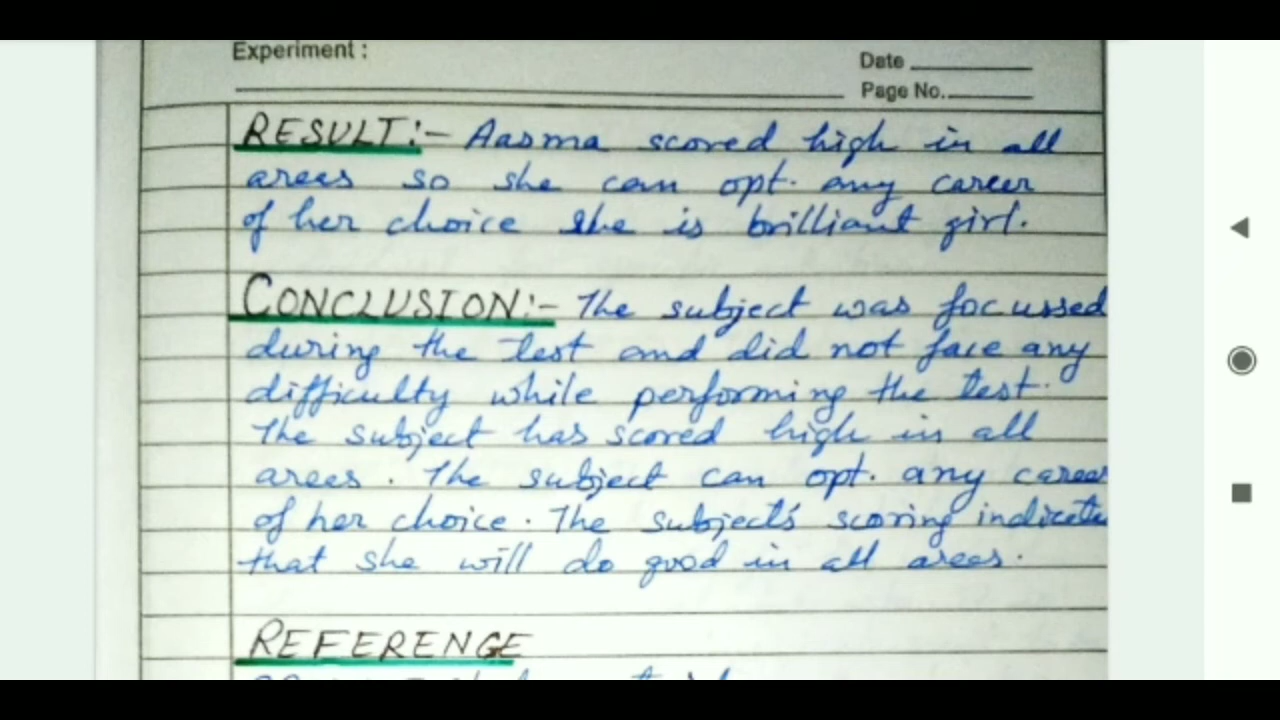 Experiment :
Date
Page No.
RESULT:- Aasma scored high in all
areas so she can opt. any career
of her choice she is brilliant girl.
CONCLUSION:- The subject was focussed
during the test and did not face any
difficulty while performing the test.
The subject has scored high in all
areas. The subject can opt. any career
of her choice. The subject's scoring indicate
that she will do good in all areas.
REFERENCE